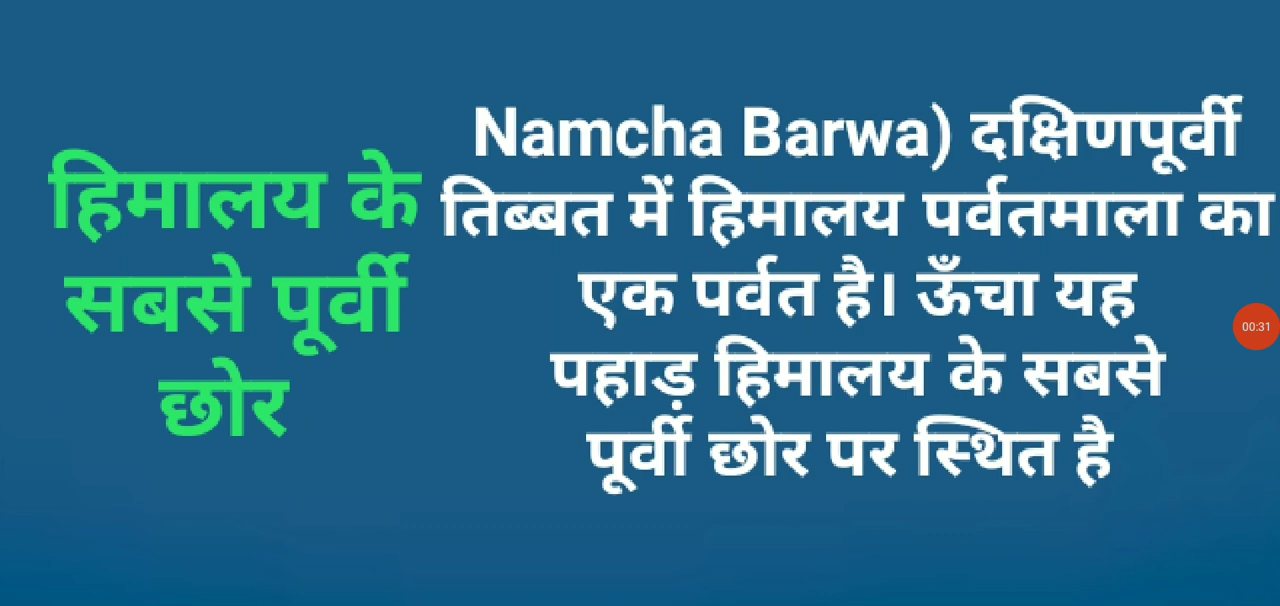 हिमालय के
सबसे पूर्वी
छोर
Namcha Barwa) दक्षिणपूर्वी
तिब्बत में हिमालय पर्वतमाला का
एक पर्वत है। ऊँचा यह
पहाड़ हिमालय के सबसे
पूर्वी छोर पर स्थित है
00:31